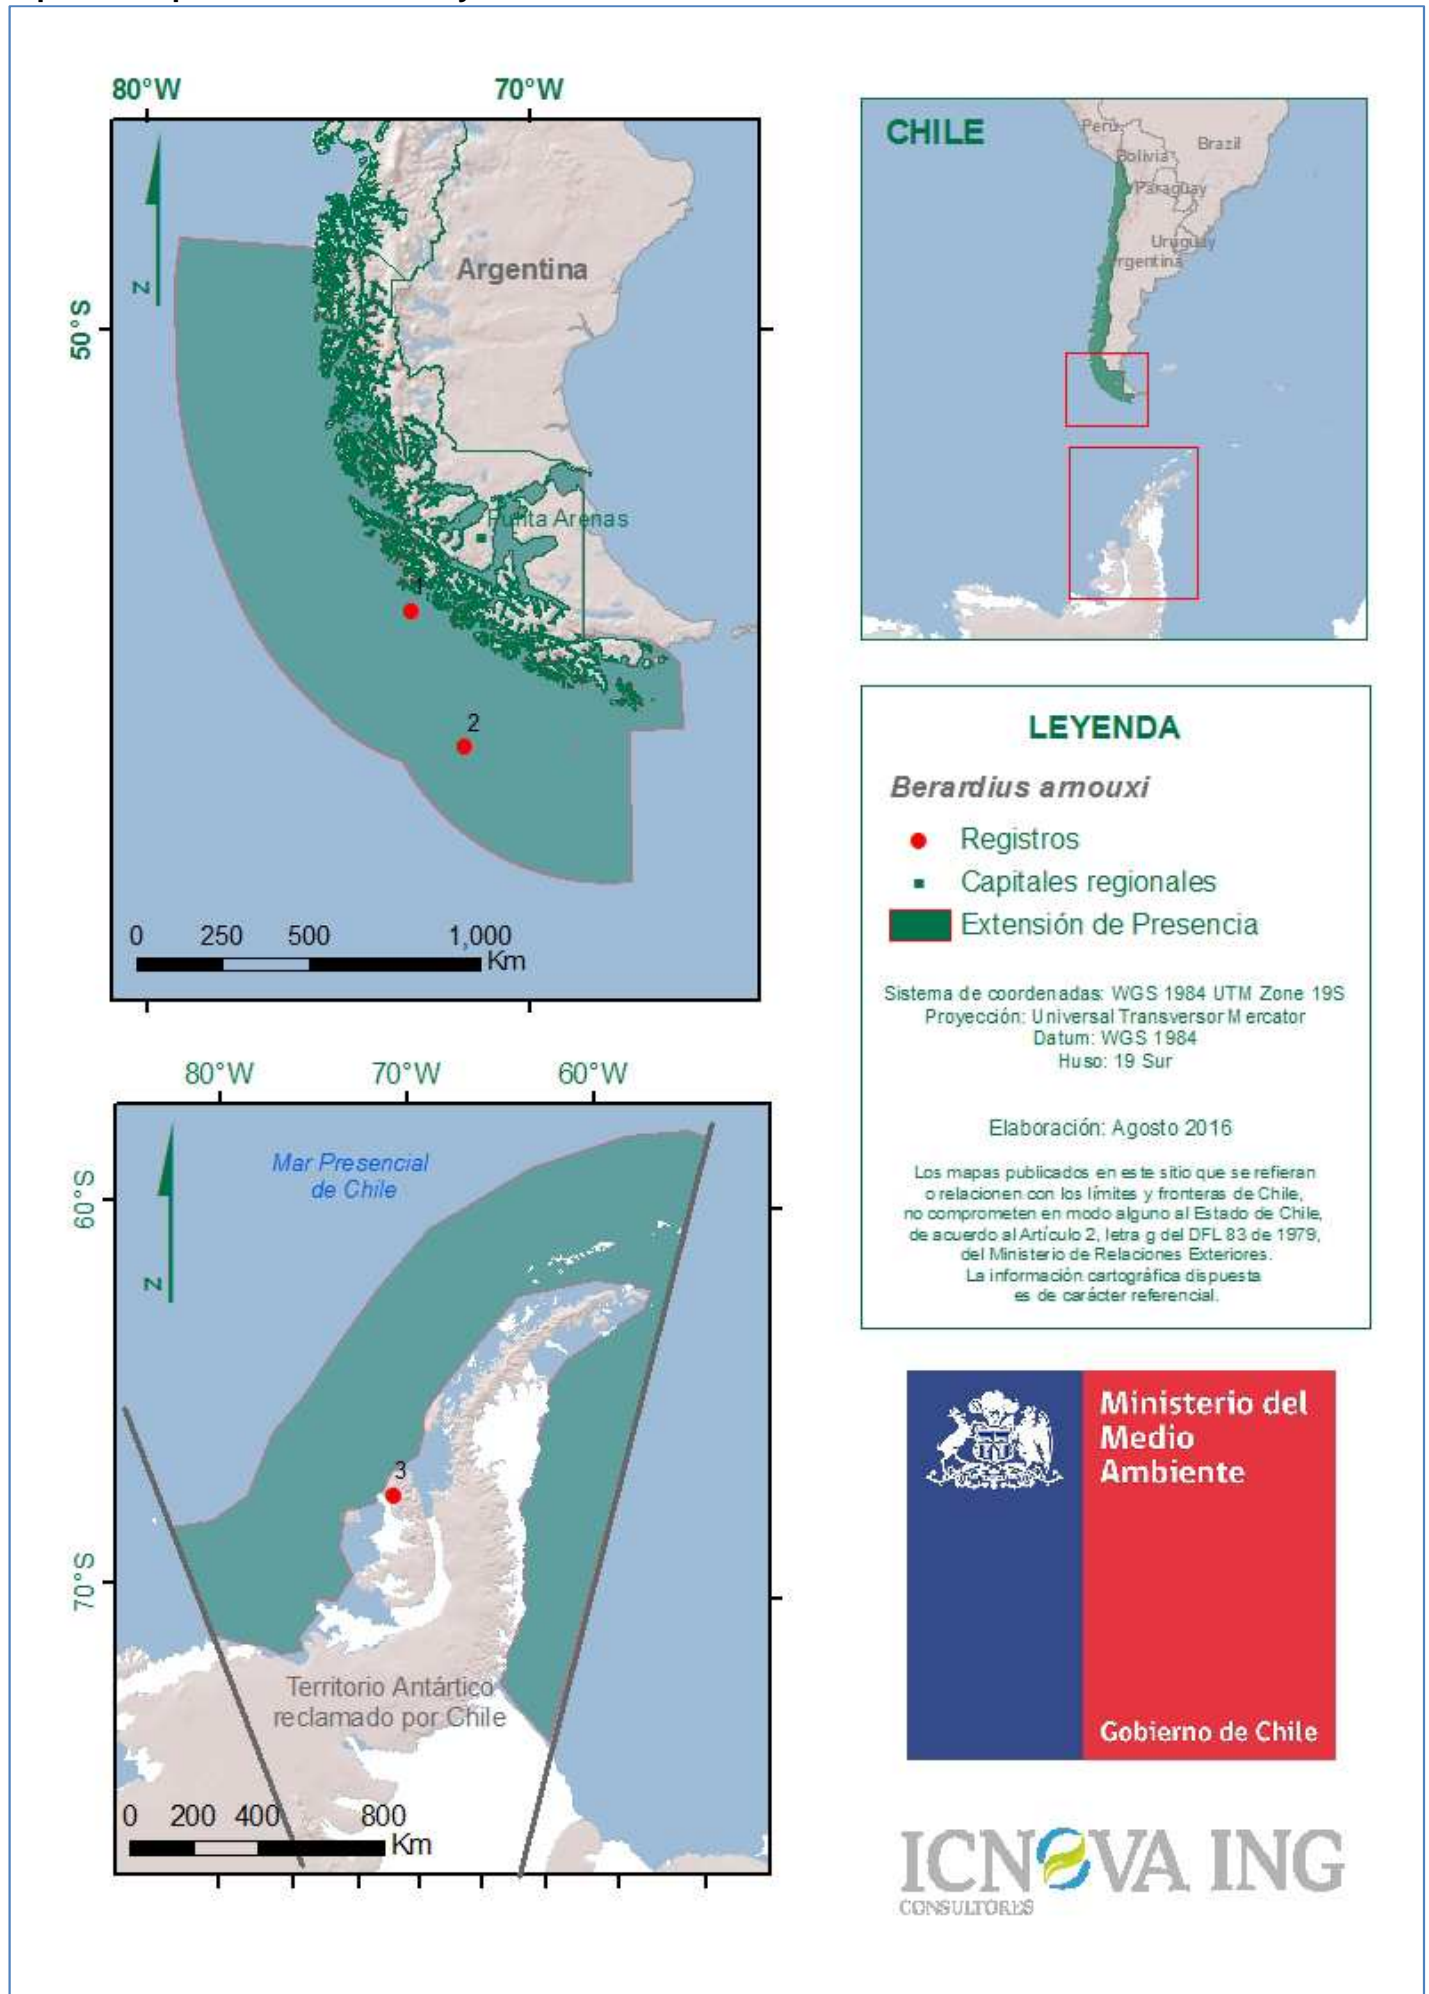 80°W 70°W
N
50°S
Argentina
Punta Arenas
1
2
0 250 500 1,000
Km
CHILE
Peru
Brazil
Bolivia
Paraguay
Uruguay
rgentina
LEYENDA
Berardius arnouxi
Registros
Capitales regionales
Extensión de Presencia
Sistema de coordenadas: WGS 1984 UTM Zone 19S
Proyección: Universal Transversor Mercator
Datum: WGS 1984
Huso: 19 Sur
Elaboración: Agosto 2016
Los mapas publicados en este sitio que se refieran
o relacionen con los límites y fronteras de Chile,
no comprometen en modo alguno al Estado de Chile,
de acuerdo al Artículo 2, letra g del DFL 83 de 1979,
del Ministerio de Relaciones Exteriores.
La información cartográfica dispuesta
es de carácter referencial.
80°W 70°W 60°W
60°S
70°S
N
Mar Presencial
de Chile
3
Territorio Antártico
reclamado por Chile
0 200 400 800
Km
Ministerio del
Medio
Ambiente
Gobierno de Chile
ICNOVA ING
CONSULTORES